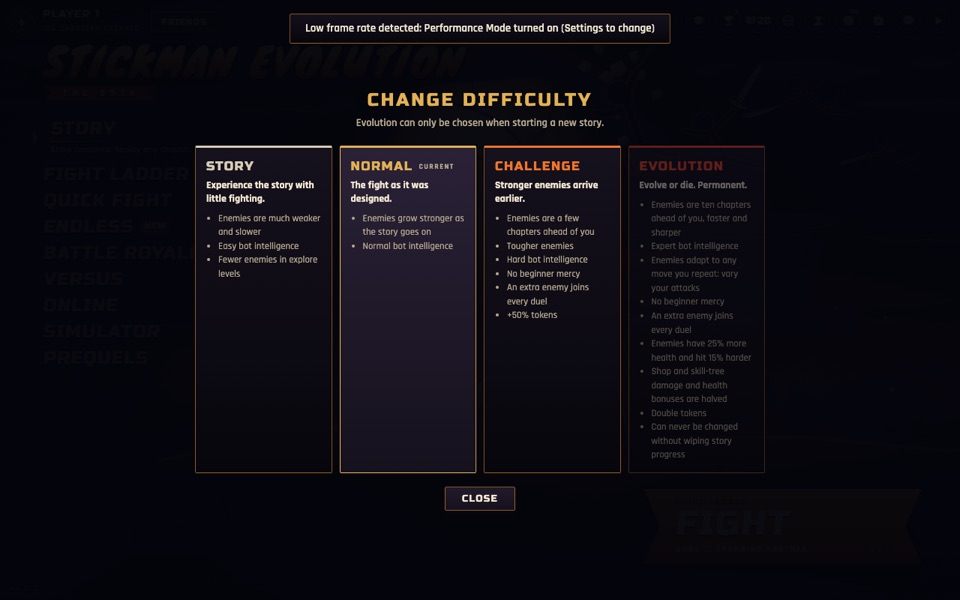 PLAYER 1
FRIENDS
Low frame rate detected: Performance Mode turned on (Settings to change)
STICKMAN EVOLUTION
CHANGE DIFFICULTY
Evolution can only be chosen when starting a new story.
STORY
FIGHT LADDER
QUICK FIGHT
ENDLESS
BATTLE ROYALE
VERSUS
ONLINE
SIMULATOR
PREQUELS
STORY
Experience the story with
little fighting.
• Enemies are much weaker
and slower
• Easy bot intelligence
• Fewer enemies in explore
levels
NORMAL CURRENT
The fight as it was
designed.
• Enemies grow stronger as
the story goes on
• Normal bot intelligence
CHALLENGE
Stronger enemies arrive
earlier.
• Enemies are a few
chapters ahead of you
• Tougher enemies
• Hard bot intelligence
• No beginner mercy
• An extra enemy joins
every duel
• +50% tokens
EVOLUTION
Evolve or die. Permanent.
• Enemies are ten chapters
ahead of you, faster and
sharper
• Expert bot intelligence
• Enemies adapt to any
move you repeat: vary
your attacks
• No beginner mercy
• An extra enemy joins
every duel
• Enemies have 25% more
health and hit 15% harder
• Shop and skill-tree
damage and health
bonuses are halved
• Double tokens
• Can never be changed
without wiping story
progress
CLOSE
FIGHT